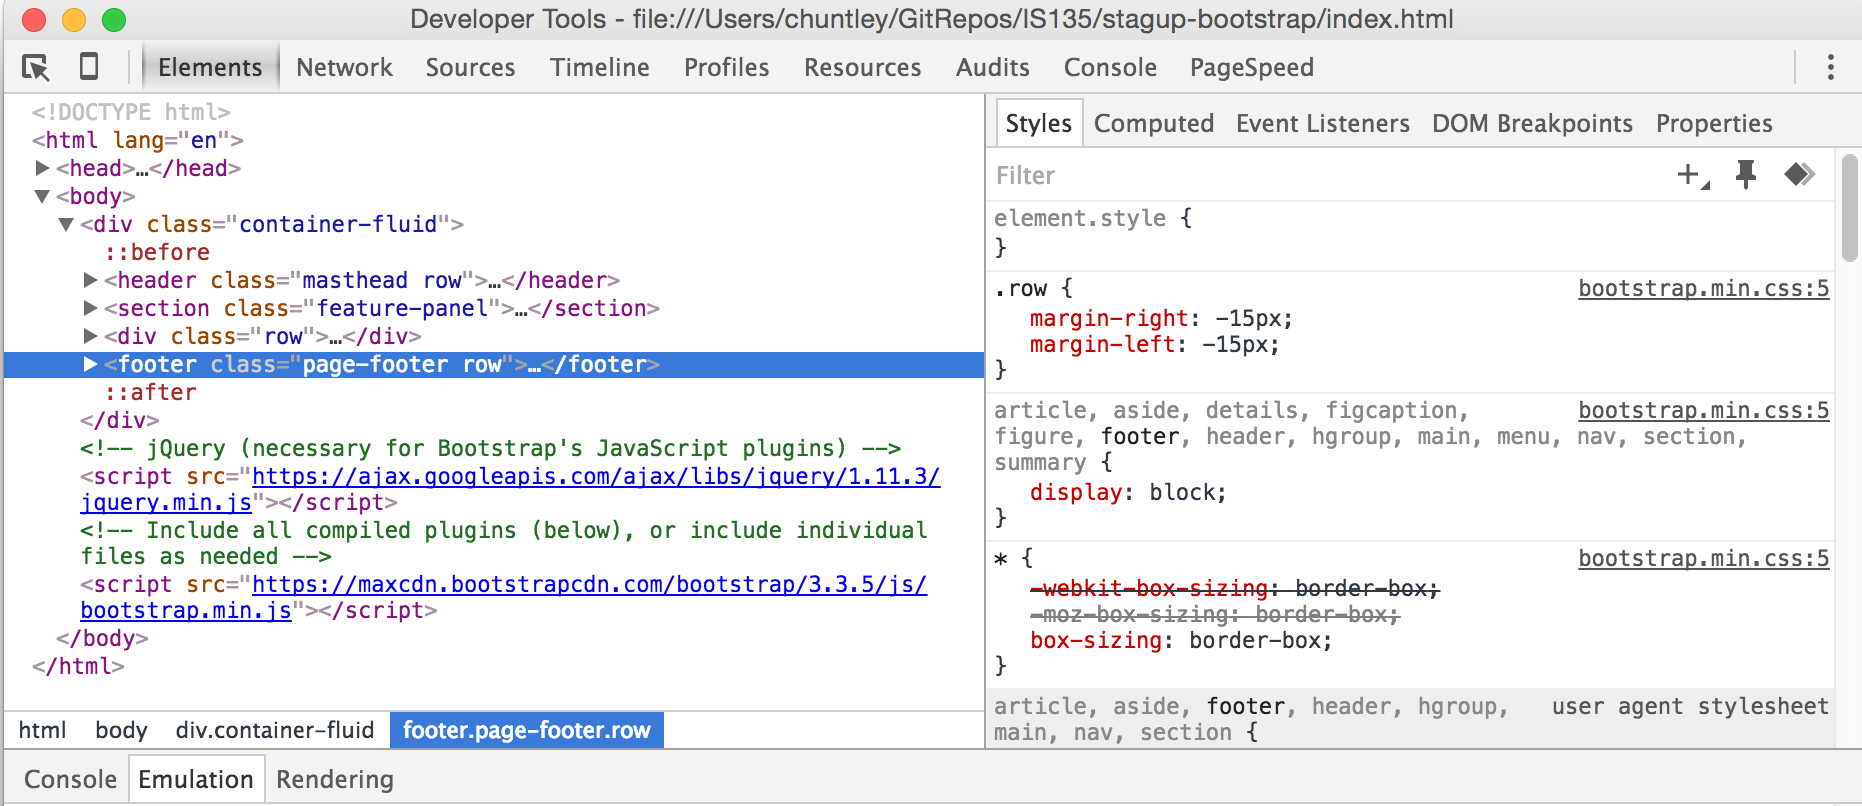 Developer Tools - file:///Users/chuntley/GitRepos/IS135/stagup-bootstrap/index.html
Elements Network Sources Timeline Profiles Resources Audits Console PageSpeed
<!DOCTYPE html>
<html lang="en">
<head>…</head>
<body>
<div class="container-fluid">
::before
<header class="masthead row">…</header>
<section class="feature-panel">…</section>
<div class="row">…</div>
<footer class="page-footer row">…</footer>
::after
</div>
<!-- jQuery (necessary for Bootstrap's JavaScript plugins) -->
<script src="https://ajax.googleapis.com/ajax/libs/jquery/1.11.3/
jquery.min.js"></script>
<!-- Include all compiled plugins (below), or include individual
files as needed -->
<script src="https://maxcdn.bootstrapcdn.com/bootstrap/3.3.5/js/
bootstrap.min.js"></script>
</body>
</html>
html body div.container-fluid footer.page-footer.row
Styles Computed Event Listeners DOM Breakpoints Properties
Filter
element.style {
}
.row { bootstrap.min.css:5
margin-right: -15px;
margin-left: -15px;
}
article, aside, details, figcaption, bootstrap.min.css:5
figure, footer, header, hgroup, main, menu, nav, section,
summary {
display: block;
}
* { bootstrap.min.css:5
-webkit-box-sizing: border-box;
-moz-box-sizing: border-box;
box-sizing: border-box;
}
article, aside, footer, header, hgroup, user agent stylesheet
main, nav, section {
Console Emulation Rendering